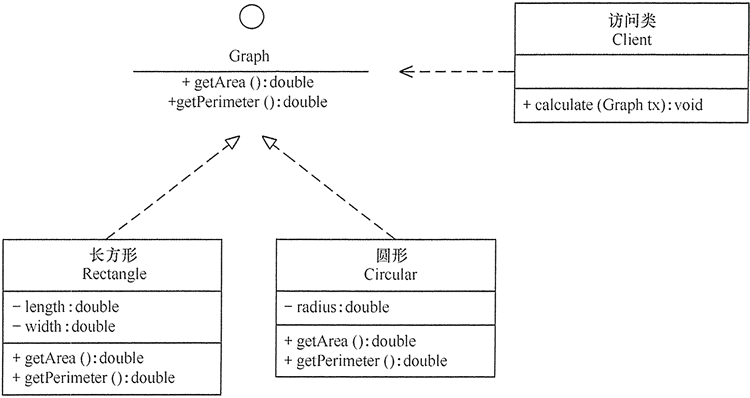 Graph
+ getArea ():double
+getPerimeter ():double
访问类
Client
+ calculate (Graph tx):void
长方形
Rectangle
− length:double
− width:double
+ getArea ():double
+ getPerimeter ():double
圆形
Circular
− radius:double
+ getArea ():double
+ getPerimeter ():double